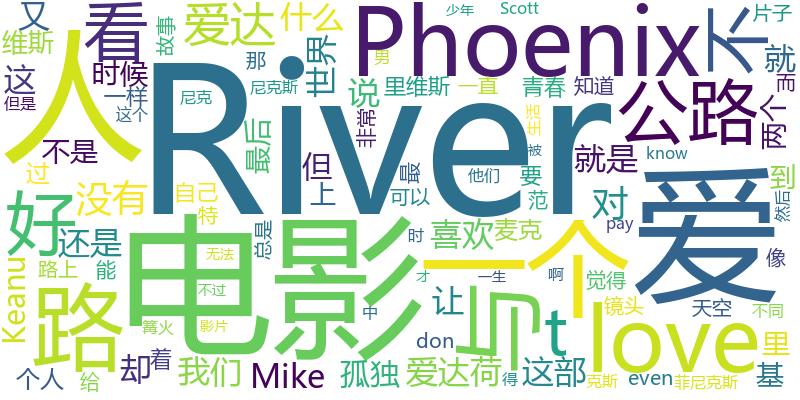 River
电影
人
爱
Phoenix
一个
love
路
公路
看
不
好
与
t
爱达
什么
世界
维斯
又
这
时候
故事
那
但是
一样
这个
尼克
尼克斯
不是
过
没有
还是
自己
特
最后
但
上
说
里维斯
非常
男
少年
Scott
一直
青春
知道
片子
就
两个
电
就是
know
被
生活
他们
最
可以
要
范
对
到
然后
喜欢
麦克
觉得
pay
像
Keanu
路上
能
总是
无法
时
才
一生
啊
镜头
天空
不同
里
让
不过
篝火
影片
中
却
着
我们
Mike
孤独
爱达荷
得
don
这部
克斯
even
菲尼克斯
基
个人
给